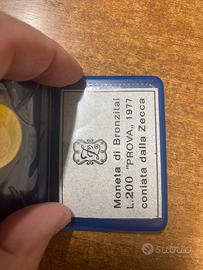 Moneta di Bronzital
L.200 "PROVA,, 1977
coniata dalla Zecca
subito